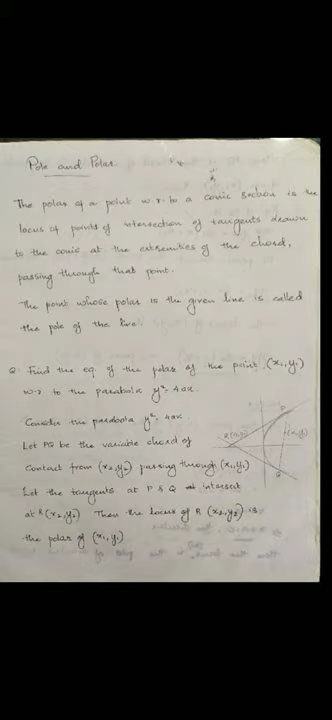 Pole and Polar.
The polar of a point w.r. to a conic section is the
locus of points of intersection of tangents drawn
to the conic at the extremities of the chord,
passing through that point.
The point whose polar is the given line is called
the pole of the line.
Q. Find the eq of the polar of the point (x₁,y₁)
w.r to the parabola y² = 4ax.
Consider the parabola y² = 4ax.
Let PQ be the variable chord of
Contact from (x₂,y₂) passing through (x₁,y₁)
Let the tangents at P & Q intersect
at R(x₂,y₂) Then the locus of R (x₂,y₂) is
the polar of (x₁,y₁)
P
(x₁,y₁)
Q